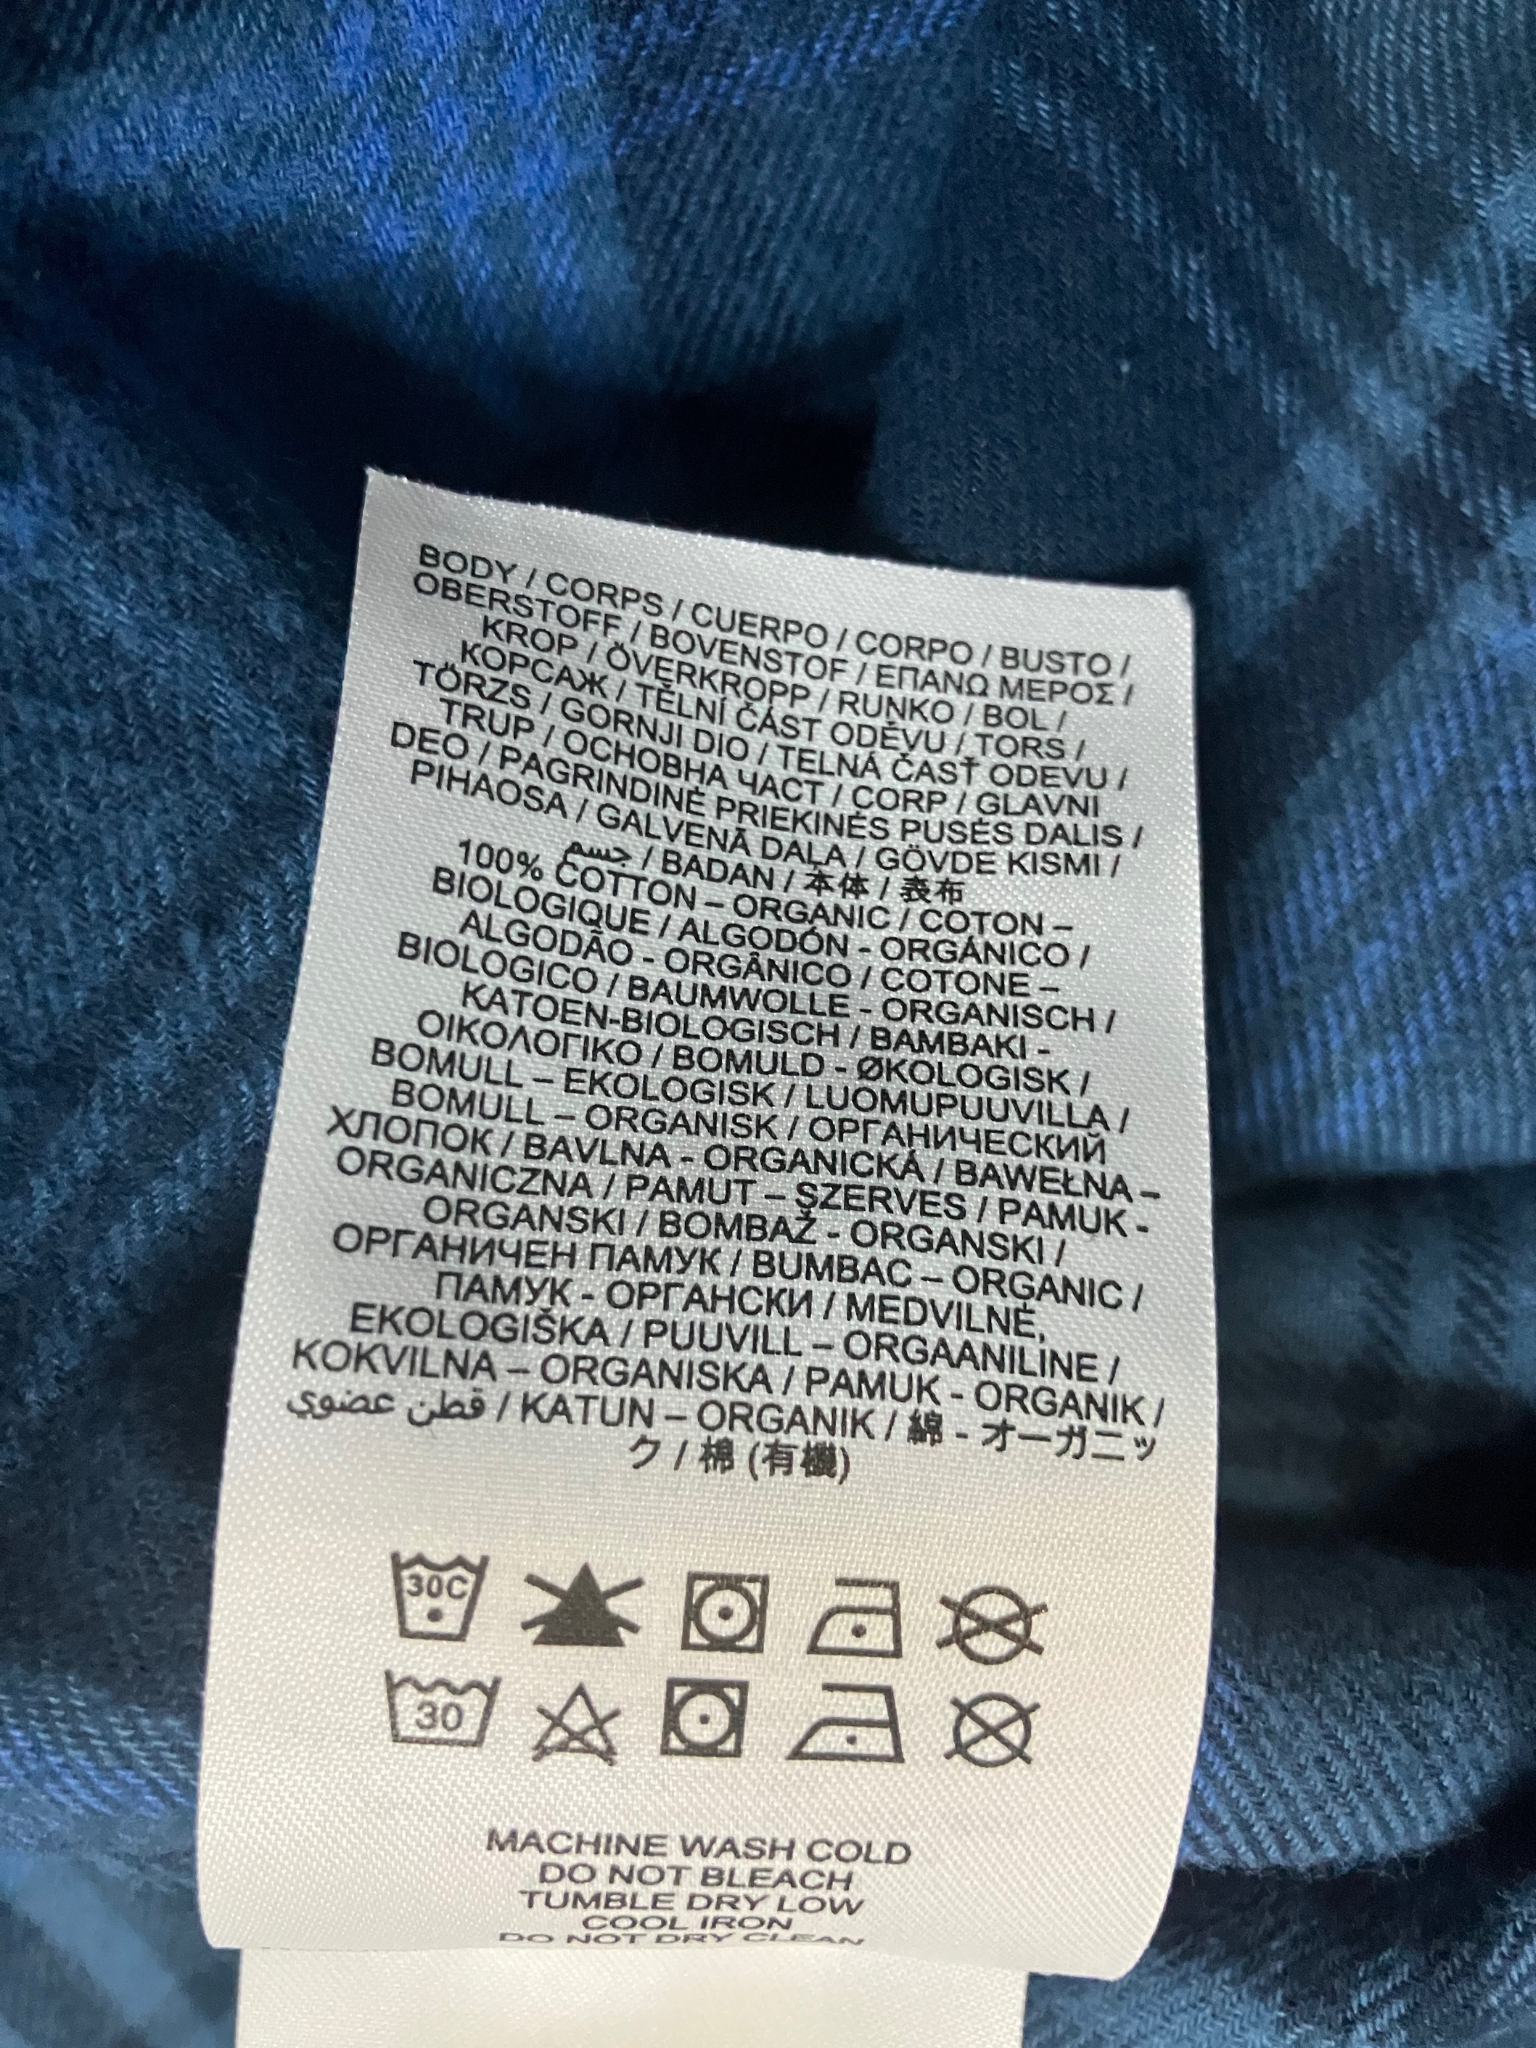 BODY / CORPS / CUERPO / CORPO / BUSTO /
OBERSTOFF / BOVENSTOF / ΕΠΑΝΩ ΜΕΡΟΣ /
KROP / ÖVERKROPP / RUNKO / BOL /
КОРСАЖ / TĚLNÍ ČÁST ODĚVU / TORS /
TÖRZS / GORNJI DIO / TELNÁ ČASŤ ODEVU /
TRUP / ОСНОВНА ЧАСТ / CORP / GLAVNI
DEO / PAGRINDINĖ PRIEKINĖS PUSĖS DALIS /
PIHAOSA / GALVENĀ DAĻA / GÖVDE KISMI /
جسم / BADAN / 本体 / 表布
100% COTTON – ORGANIC / COTON –
BIOLOGIQUE / ALGODÓN - ORGÁNICO /
ALGODÃO - ORGÂNICO / COTONE –
BIOLOGICO / BAUMWOLLE - ORGANISCH /
KATOEN-BIOLOGISCH / BAMBAKI -
ΟΙΚΟΛΟΓΙΚΟ / BOMULD - ØKOLOGISK /
BOMULL – EKOLOGISK / LUOMUPUUVILLA /
BOMULL – ORGANISK / ОРГАНИЧЕСКИЙ
ХЛОПОК / BAVLNA - ORGANICKÁ / BAWEŁNA –
ORGANICZNA / PAMUT – SZERVES / PAMUK -
ORGANSKI / BOMBAŽ - ORGANSKI /
ОРГАНИЧЕН ПАМУК / BUMBAC – ORGANIC /
ПАМУК - ОРГАНСКИ / MEDVILNĖ,
EKOLOGIŠKA / PUUVILL – ORGAANILINE /
KOKVILNA – ORGANISKA / PAMUK - ORGANIK /
قطن عضوي / KATUN – ORGANIK / 綿 - オーガニッ
ク / 棉 (有機)
30C
30
MACHINE WASH COLD
DO NOT BLEACH
TUMBLE DRY LOW
COOL IRON
DO NOT DRY CLEAN